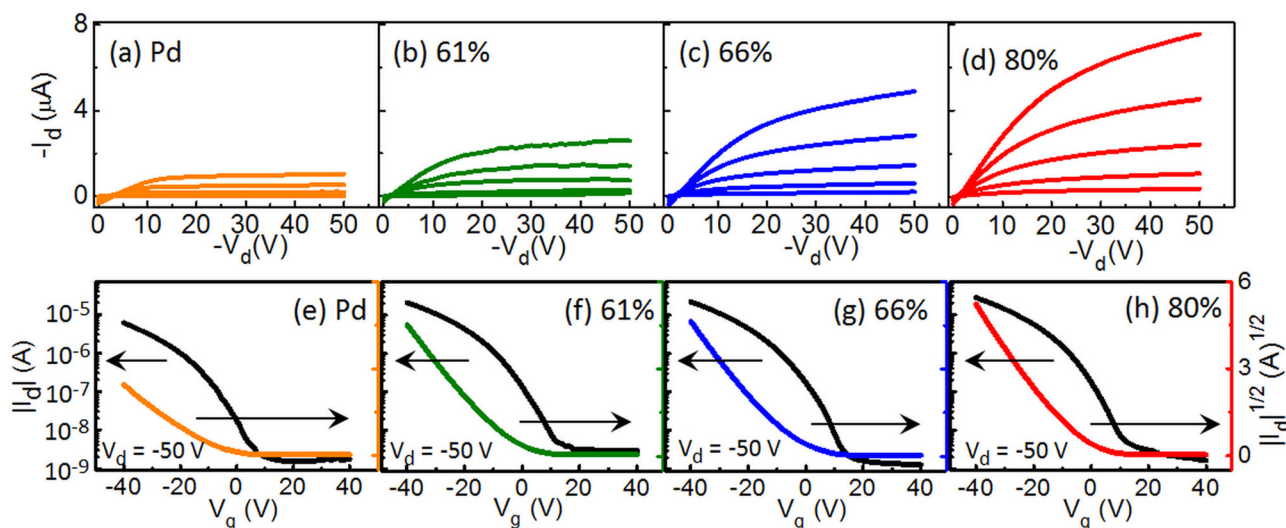 (a) Pd
(b) 61%
(c) 66%
(d) 80%
8
4
0
-I_d (μA)
0 10 20 30 40 50
0 10 20 30 40 50
0 10 20 30 40 50
0 10 20 30 40 50
-V_d(V)
-V_d(V)
-V_d(V)
-V_d(V)
(e) Pd
(f) 61%
(g) 66%
(h) 80%
10^-5
10^-6
10^-7
10^-8
10^-9
|I_d| (A)
6
3
0
|I_d|^1/2 (A)^1/2
V_d = -50 V
V_d = -50 V
V_d = -50 V
V_d = -50 V
-40 -20 0 20 40
-40 -20 0 20 40
-40 -20 0 20 40
-40 -20 0 20 40
V_g (V)
V_g (V)
V_g (V)
V_g (V)